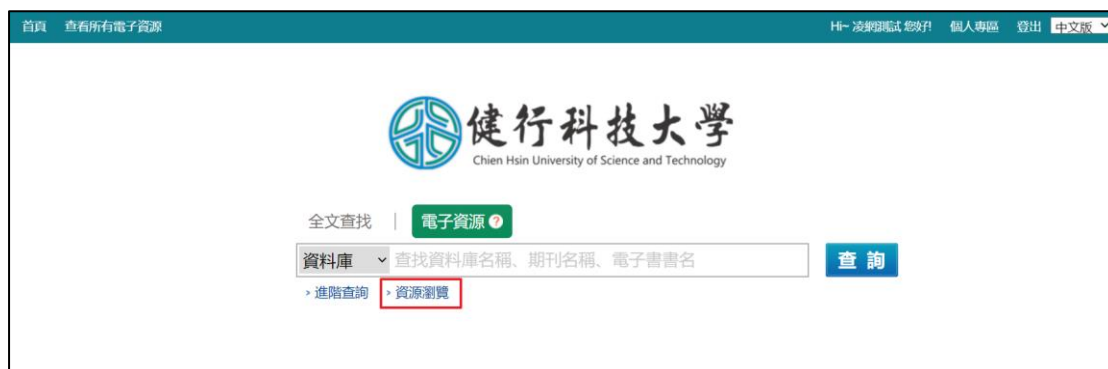 首頁 查看所有電子資源 Hi~ 凌網測試 您好! 個人專區 登出 中文版
健行科技大學
Chien Hsin University of Science and Technology
全文查找 | 電子資源 ?
資料庫 查找資料庫名稱、期刊名稱、電子書書名 查 詢
› 進階查詢 › 資源瀏覽